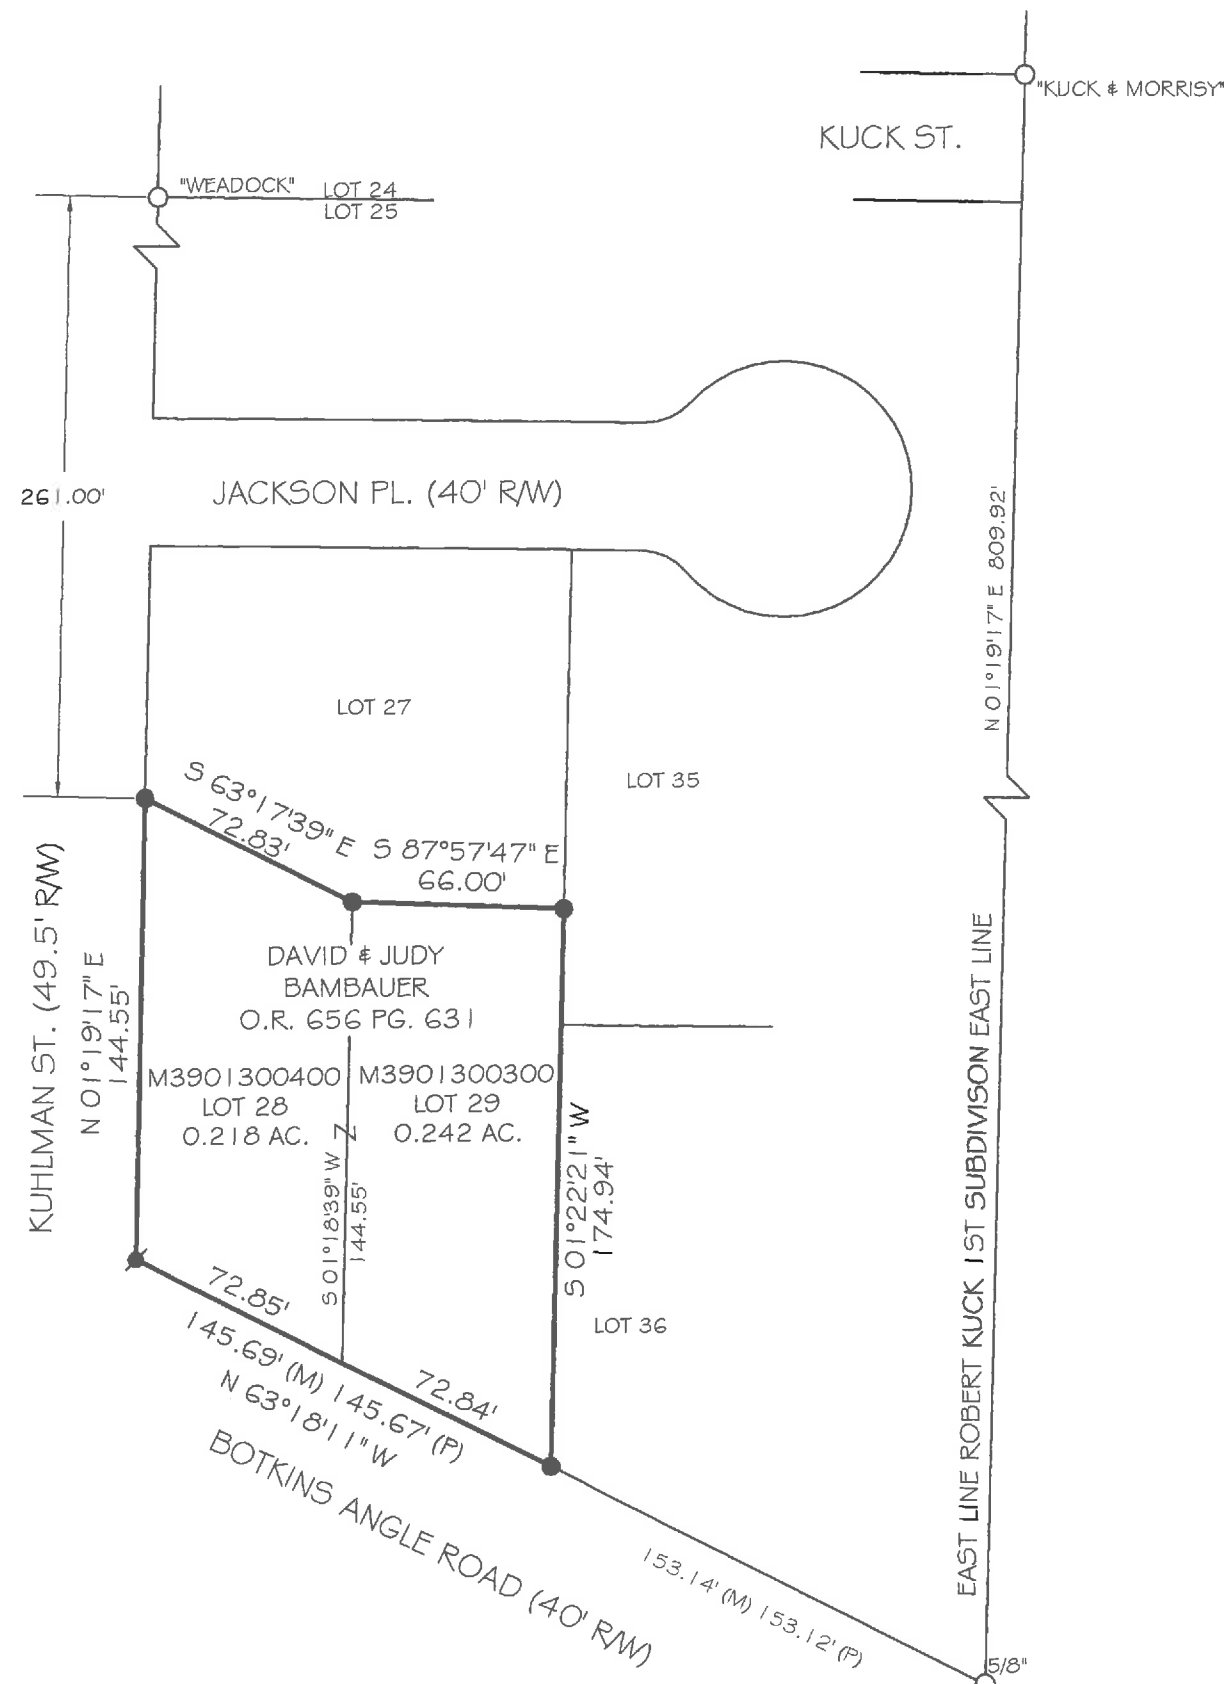 "KUCK & MORRISY"
KUCK ST.
"WEADOCK"
LOT 24
LOT 25
261.00'
JACKSON PL. (40' R/W)
N 01°19'17" E 809.92'
LOT 27
LOT 35
S 63°17'39" E
72.83'
S 87°57'47" E
66.00'
KUHLMAN ST. (49.5' R/W)
N 01°19'17" E
144.55'
DAVID & JUDY
BAMBAUER
O.R. 656 PG. 631
M3901300400
LOT 28
0.218 AC.
M3901300300
LOT 29
0.242 AC.
S 01°18'39" W
144.55'
S 01°22'21" W
174.94'
EAST LINE ROBERT KUCK 1ST SUBDIVISON EAST LINE
LOT 36
72.85'
72.84'
145.69' (M) 145.67' (P)
N 63°18'11" W
BOTKINS ANGLE ROAD (40' R/W)
153.14' (M) 153.12' (P)
5/8"